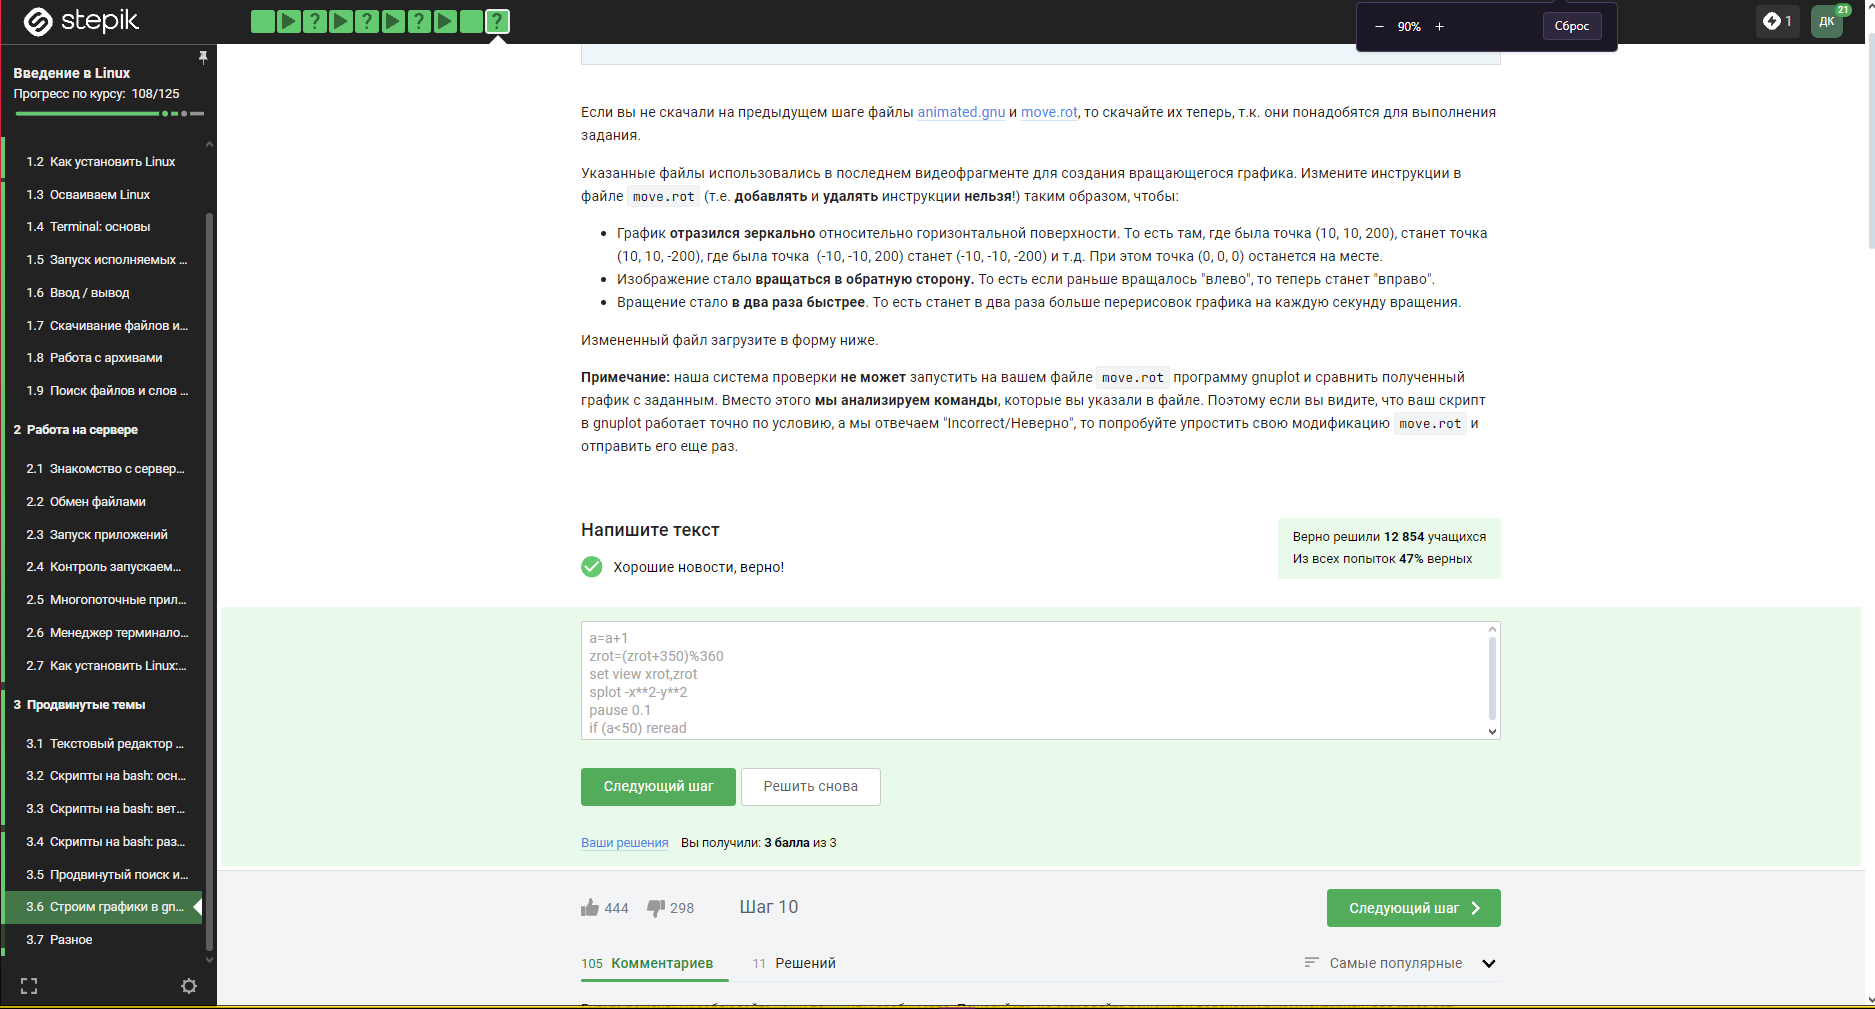 stepik
90%
Сброс
1
ДК
21
Введение в Linux
Прогресс по курсу: 108/125
1.2 Как установить Linux
1.3 Осваиваем Linux
1.4 Terminal: основы
1.5 Запуск исполняемых ...
1.6 Ввод / вывод
1.7 Скачивание файлов и...
1.8 Работа с архивами
1.9 Поиск файлов и слов ...
2 Работа на сервере
2.1 Знакомство с сервер...
2.2 Обмен файлами
2.3 Запуск приложений
2.4 Контроль запускаем...
2.5 Многопоточные прил...
2.6 Менеджер терминало...
2.7 Как установить Linux:...
3 Продвинутые темы
3.1 Текстовый редактор ...
3.2 Скрипты на bash: осн...
3.3 Скрипты на bash: вет...
3.4 Скрипты на bash: раз...
3.5 Продвинутый поиск и...
3.6 Строим графики в gn...
3.7 Разное
Если вы не скачали на предыдущем шаге файлы animated.gnu и move.rot, то скачайте их теперь, т.к. они понадобятся для выполнения
задания.
Указанные файлы использовались в последнем видеофрагменте для создания вращающегося графика. Измените инструкции в
файле move.rot (т.е. добавлять и удалять инструкции нельзя!) таким образом, чтобы:
• График отразился зеркально относительно горизонтальной поверхности. То есть там, где была точка (10, 10, 200), станет точка
(10, 10, -200), где была точка (-10, -10, 200) станет (-10, -10, -200) и т.д. При этом точка (0, 0, 0) останется на месте.
• Изображение стало вращаться в обратную сторону. То есть если раньше вращалось "влево", то теперь станет "вправо".
• Вращение стало в два раза быстрее. То есть станет в два раза больше перерисовок графика на каждую секунду вращения.
Измененный файл загрузите в форму ниже.
Примечание: наша система проверки не может запустить на вашем файле move.rot программу gnuplot и сравнить полученный
график с заданным. Вместо этого мы анализируем команды, которые вы указали в файле. Поэтому если вы видите, что ваш скрипт
в gnuplot работает точно по условию, а мы отвечаем "Incorrect/Неверно", то попробуйте упростить свою модификацию move.rot и
отправить его еще раз.
Напишите текст
Хорошие новости, верно!
Верно решили 12 854 учащихся
Из всех попыток 47% верных
a=a+1
zrot=(zrot+350)%360
set view xrot,zrot
splot -x**2-y**2
pause 0.1
if (a<50) reread
Следующий шаг
Решить снова
Ваши решения Вы получили: 3 балла из 3
444 298 Шаг 10
Следующий шаг
105 Комментариев 11 Решений
Самые популярные